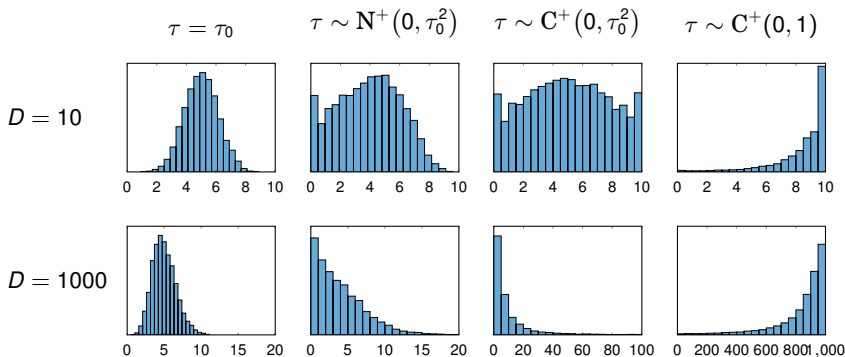 τ = τ₀ τ ∼ N⁺(0, τ₀²) τ ∼ C⁺(0, τ₀²) τ ∼ C⁺(0, 1)
D = 10
0 2 4 6 8 10 0 2 4 6 8 10 0 2 4 6 8 10 0 2 4 6 8 10
D = 1000
0 5 10 15 20 0 5 10 15 20 0 20 40 60 80 100 0 200 400 600 800 1,000